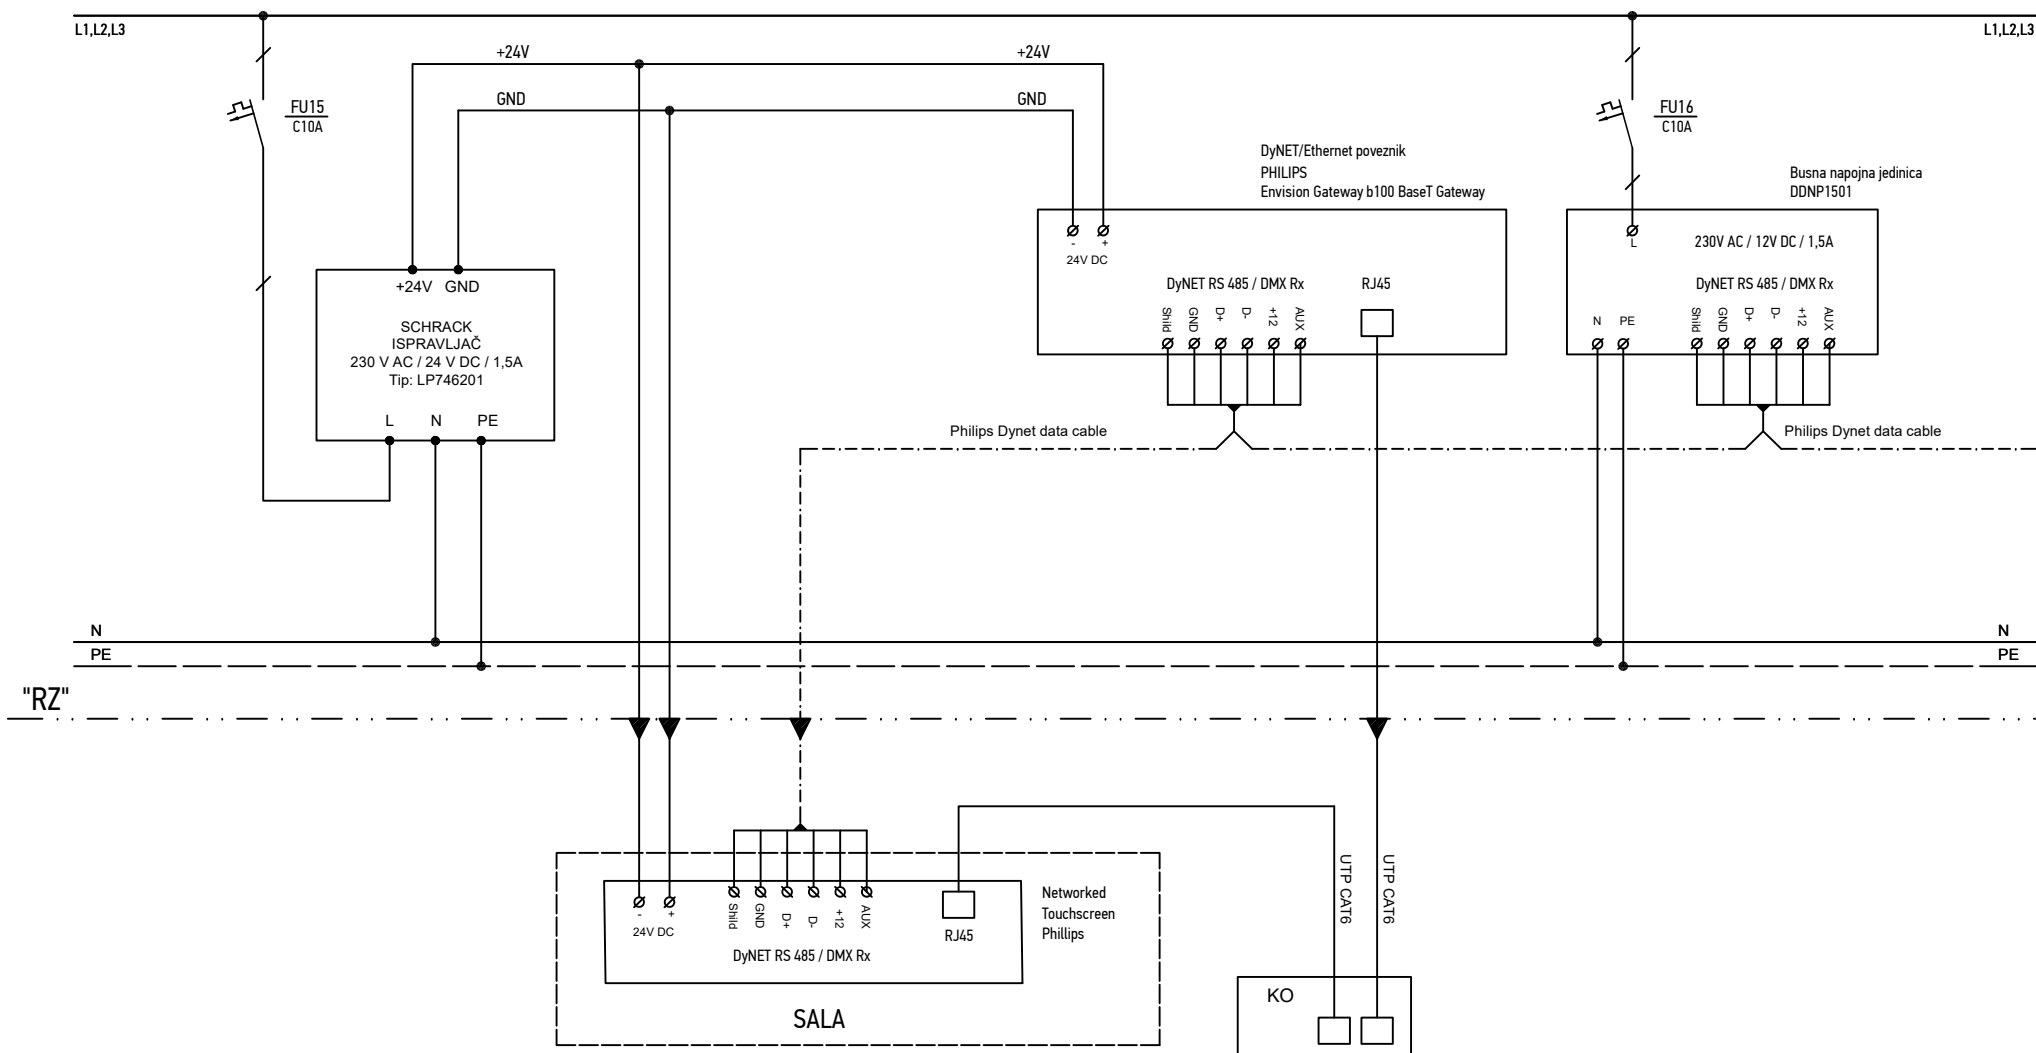 L1,L2,L3
L1,L2,L3
+24V
+24V
GND
GND
FU15
C10A
FU16
C10A
DyNET/Ethernet poveznik
PHILIPS
Envision Gateway b100 BaseT Gateway
Busna napojna jedinica
DDNP1501
+24V GND
SCHRACK
ISPRAVLJAČ
230 V AC / 24 V DC / 1,5A
Tip: LP746201
L N PE
- +
24V DC
DyNET RS 485 / DMX Rx
RJ45
Shild
GND
D+
D-
+12
AUX
L
230V AC / 12V DC / 1,5A
DyNET RS 485 / DMX Rx
N PE
Shild
GND
D+
D-
+12
AUX
Philips Dynet data cable
Philips Dynet data cable
N
N
PE
PE
"RZ"
- +
24V DC
Shild
GND
D+
D-
+12
AUX
DyNET RS 485 / DMX Rx
RJ45
Networked
Touchscreen
Phillips
SALA
UTP CAT6
UTP CAT6
KO